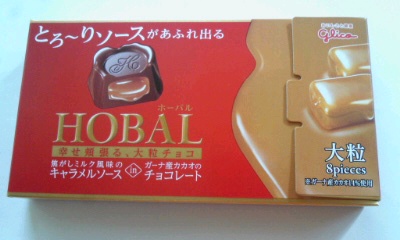 とろ〜りソースがあふれ出る
glico
ホーバル
HOBAL
幸せ頬張る、大粒チョコ
焦がしミルク風味の
キャラメルソース
in
ガーナ産カカオの
チョコレート
大粒
8pieces